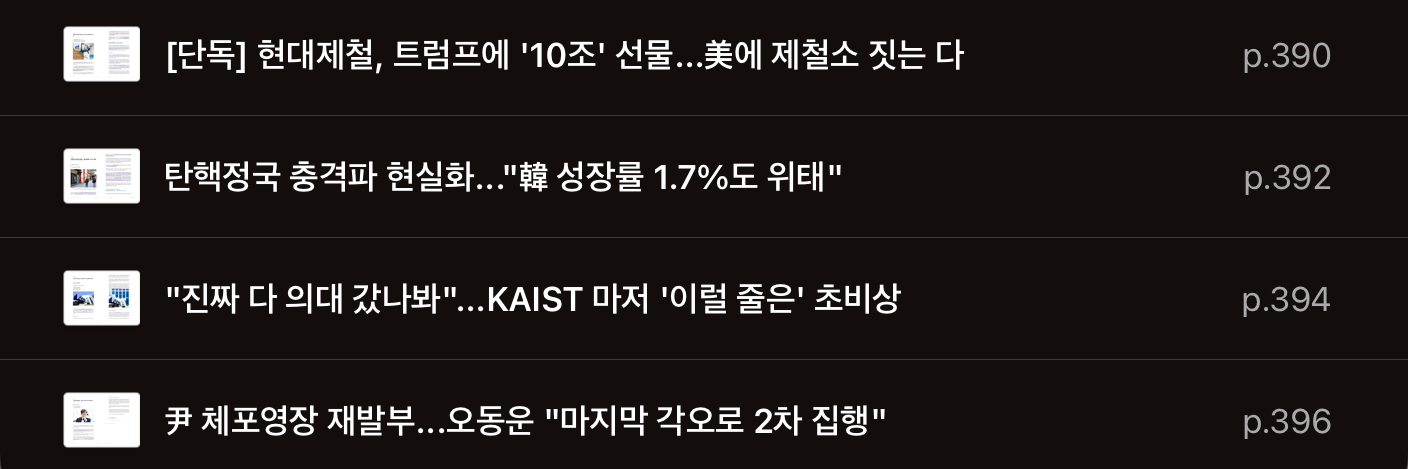 [단독] 현대제철, 트럼프에 '10조' 선물...美에 제철소 짓는 다
p.390
탄핵정국 충격파 현실화..."韓 성장률 1.7%도 위태"
p.392
"진짜 다 의대 갔나봐"...KAIST 마저 '이럴 줄은' 초비상
p.394
尹 체포영장 재발부...오동운 "마지막 각오로 2차 집행"
p.396